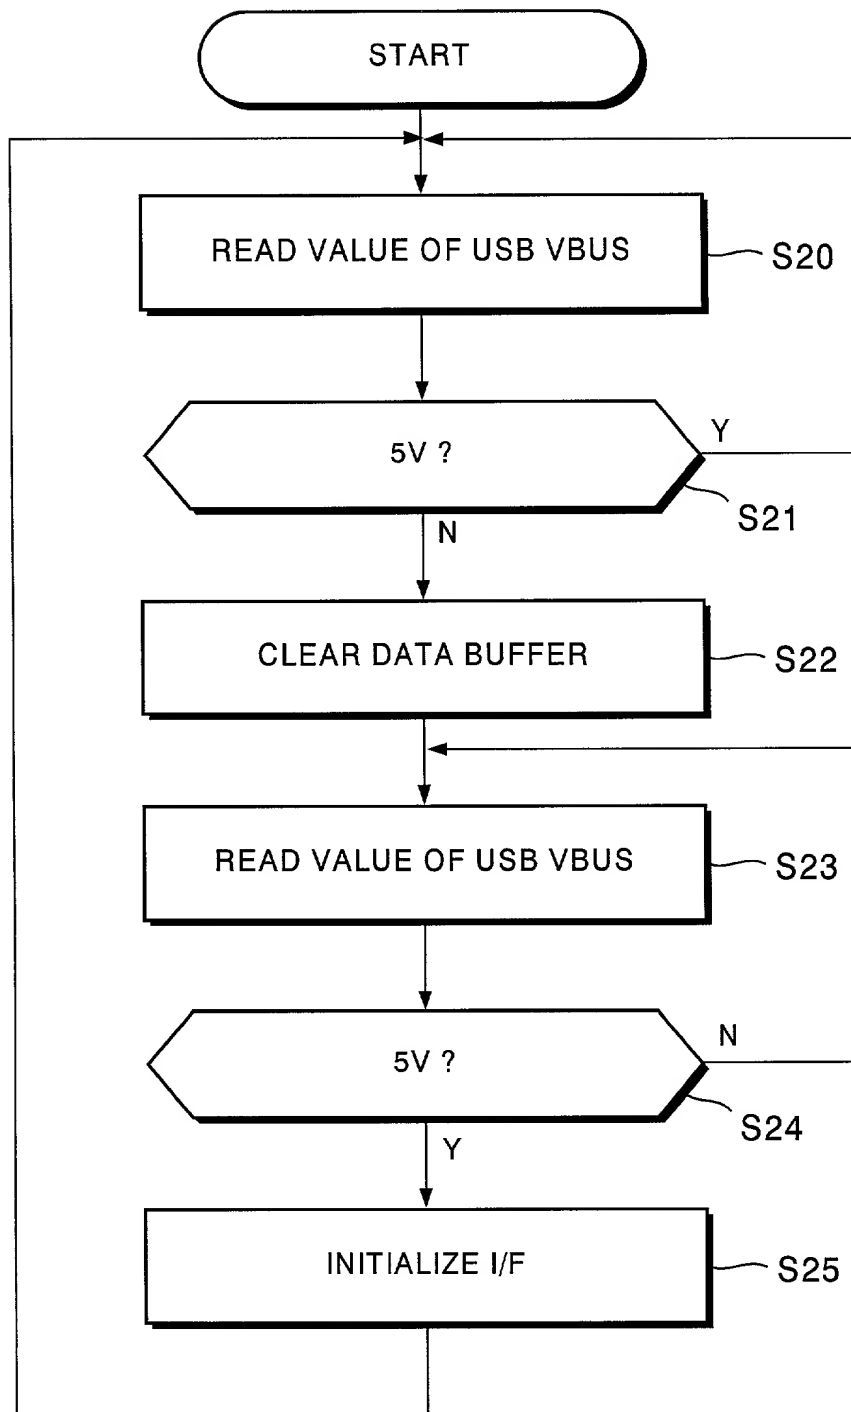 START
READ VALUE OF USB VBUS
S20
5V ?
Y
S21
N
CLEAR DATA BUFFER
S22
READ VALUE OF USB VBUS
S23
5V ?
N
S24
Y
INITIALIZE I/F
S25